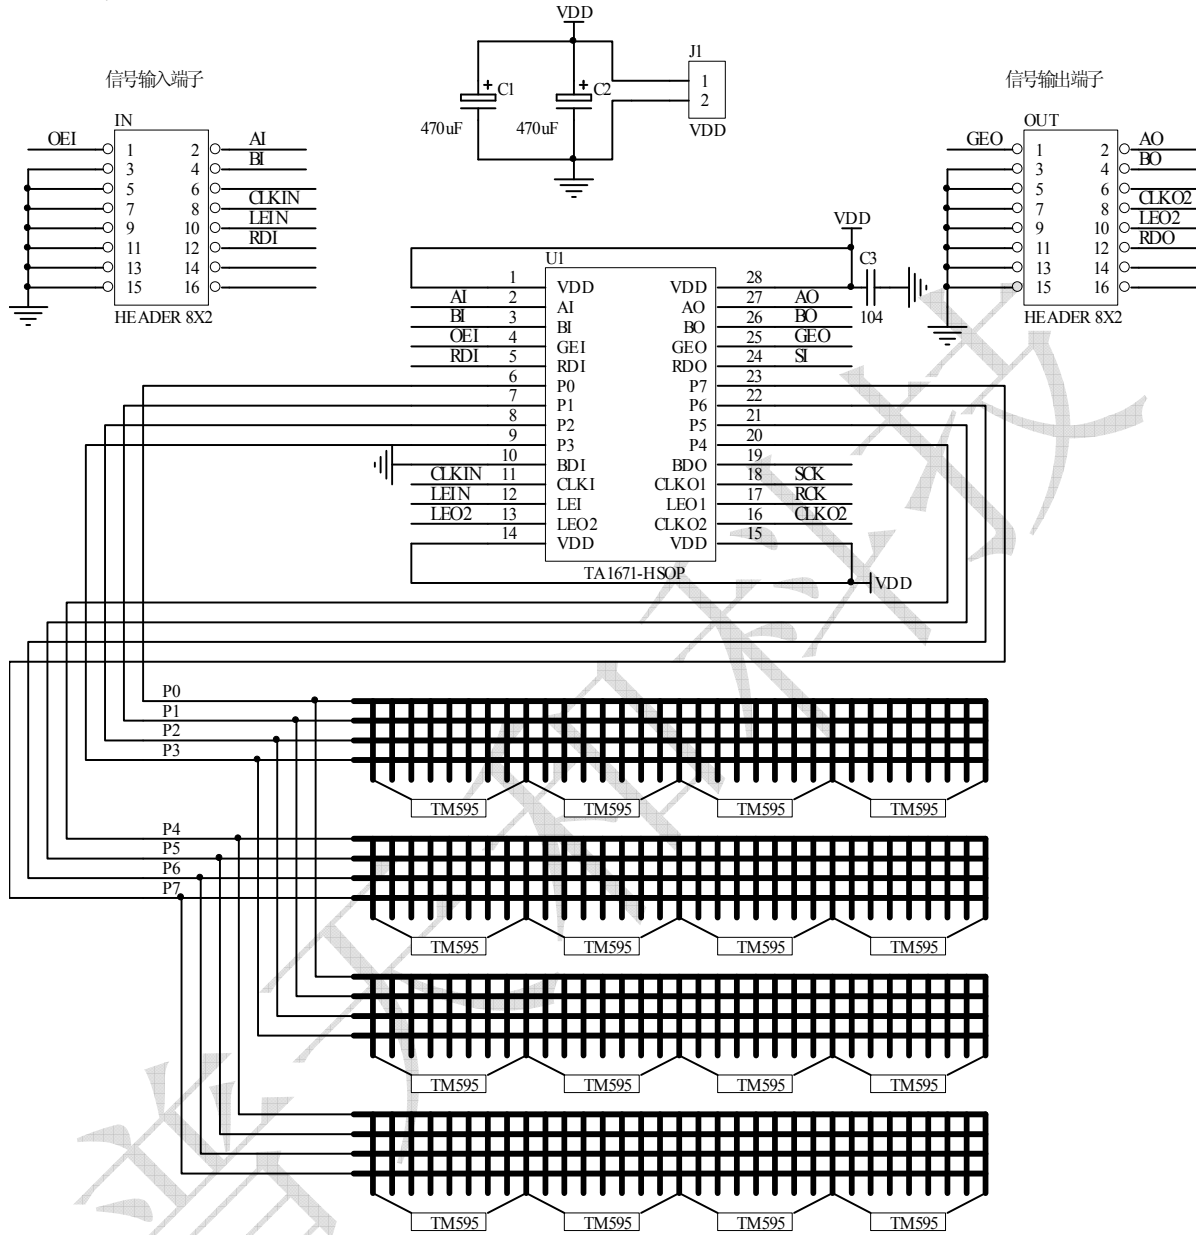 VDD
J1
1
2
VDD
C1
470uF
C2
470uF
信号输入端子
IN
OEI 1 2 AI
3 4 BI
5 6
7 8 CLKIN
9 10 LEIN
11 12 RDI
13 14
15 16
HEADER 8X2
信号输出端子
OUT
GEO 1 2 AO
3 4 BO
5 6
7 8 CLKO2
9 10 LEO2
11 12 RDO
13 14
15 16
HEADER 8X2
VDD
C3
104
U1
1 VDD VDD 28
AI 2 AI AO 27 AO
BI 3 BI BO 26 BO
OEI 4 GEI GEO 25 GEO
RDI 5 RDI RDO 24 SI
6 P0 P7 23
7 P1 P6 22
8 P2 P5 21
9 P3 P4 20
10 BDI BDO 19
CLKIN 11 CLKI CLKO1 18 SCK
LEIN 12 LEI LEO1 17 RCK
LEO2 13 LEO2 CLKO2 16 CLKO2
14 VDD VDD 15
TA1671-HSOP
VDD
P0
P1
P2
P3
TM595 TM595 TM595 TM595
P4
P5
P6
P7
TM595 TM595 TM595 TM595
TM595 TM595 TM595 TM595
TM595 TM595 TM595 TM595